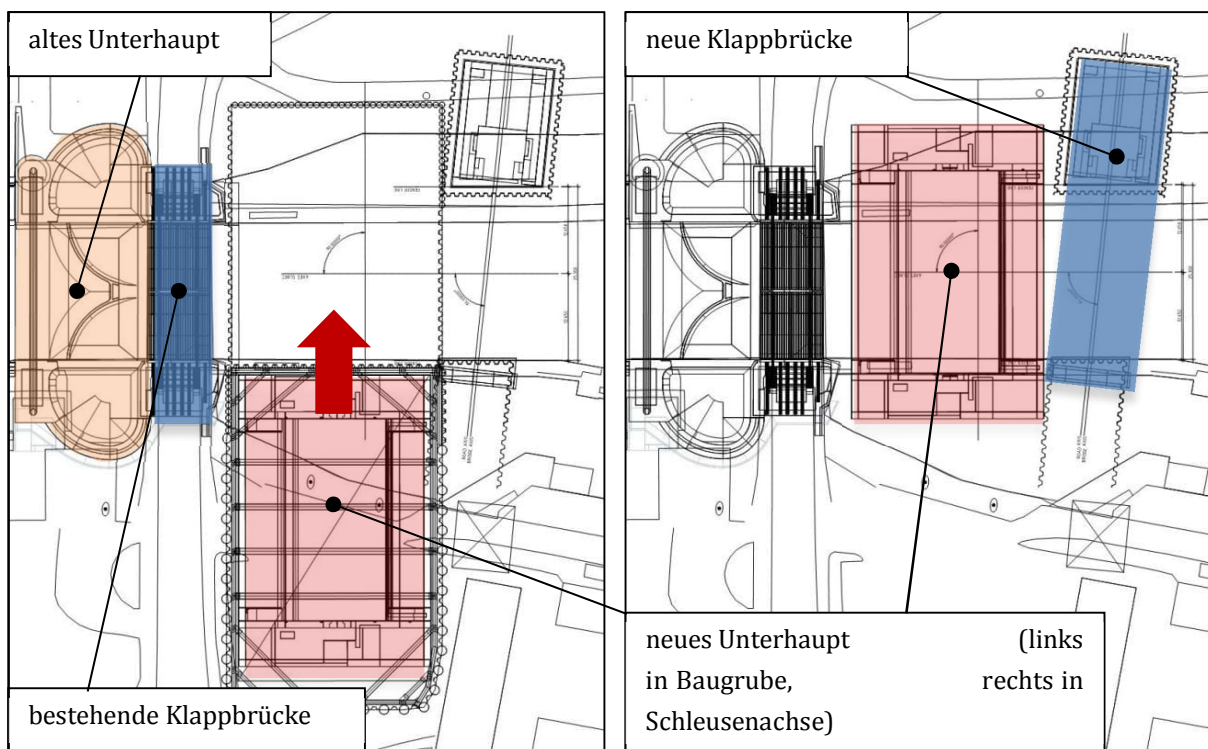 altes Unterhaupt
neue Klappbrücke
bestehende Klappbrücke
neues Unterhaupt (links
in Baugrube, rechts in
Schleusenachse)